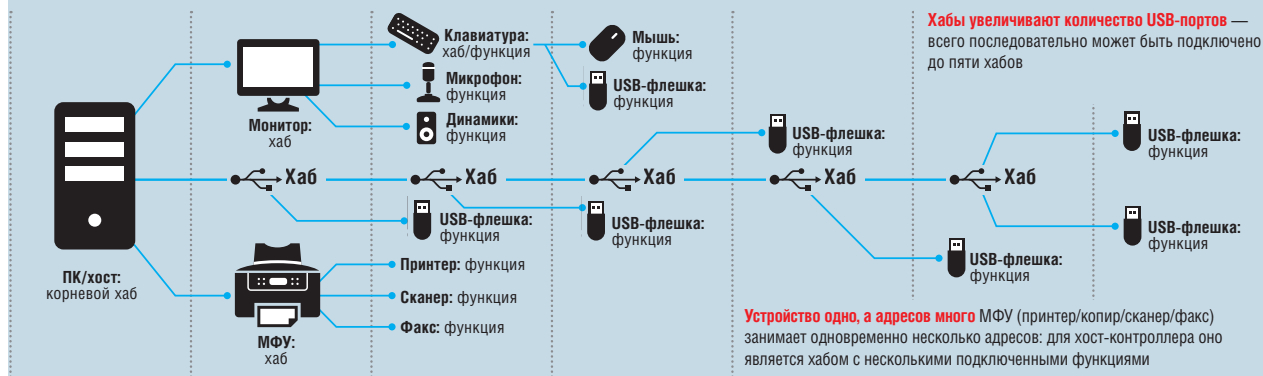 Хабы увеличивают количество USB-портов —
всего последовательно может быть подключено
до пяти хабов
Клавиатура:
хаб/функция
Мышь:
функция
Микрофон:
функция
USB-флешка:
функция
Динамики:
функция
Монитор:
хаб
USB-флешка:
функция
USB-флешка:
функция
Хаб
Хаб
Хаб
Хаб
Хаб
USB-флешка:
функция
USB-флешка:
функция
USB-флешка:
функция
USB-флешка:
функция
ПК/хост:
корневой хаб
Принтер: функция
Сканер: функция
Факс: функция
МФУ:
хаб
Устройство одно, а адресов много МФУ (принтер/копир/сканер/факс)
занимает одновременно несколько адресов: для хост-контроллера оно
является хабом с несколькими подключенными функциями